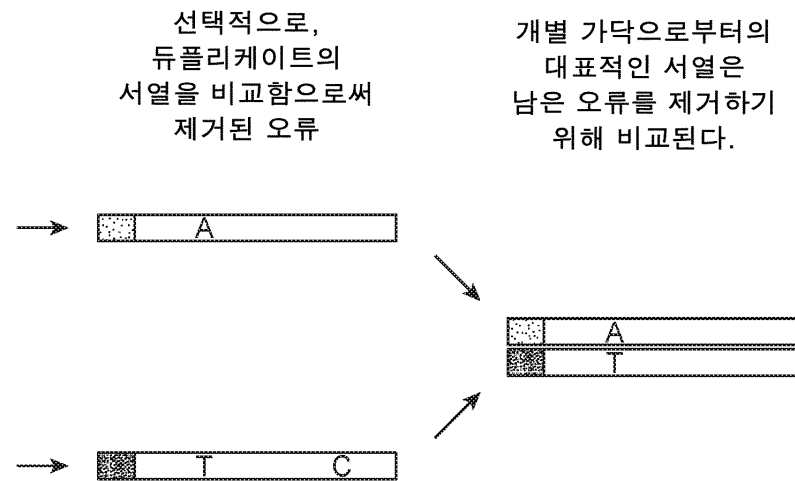 선택적으로,
듀플리케이트의
서열을 비교함으로써
제거된 오류
개별 가닥으로부터의
대표적인 서열은
남은 오류를 제거하기
위해 비교된다.
A
A
T
T C